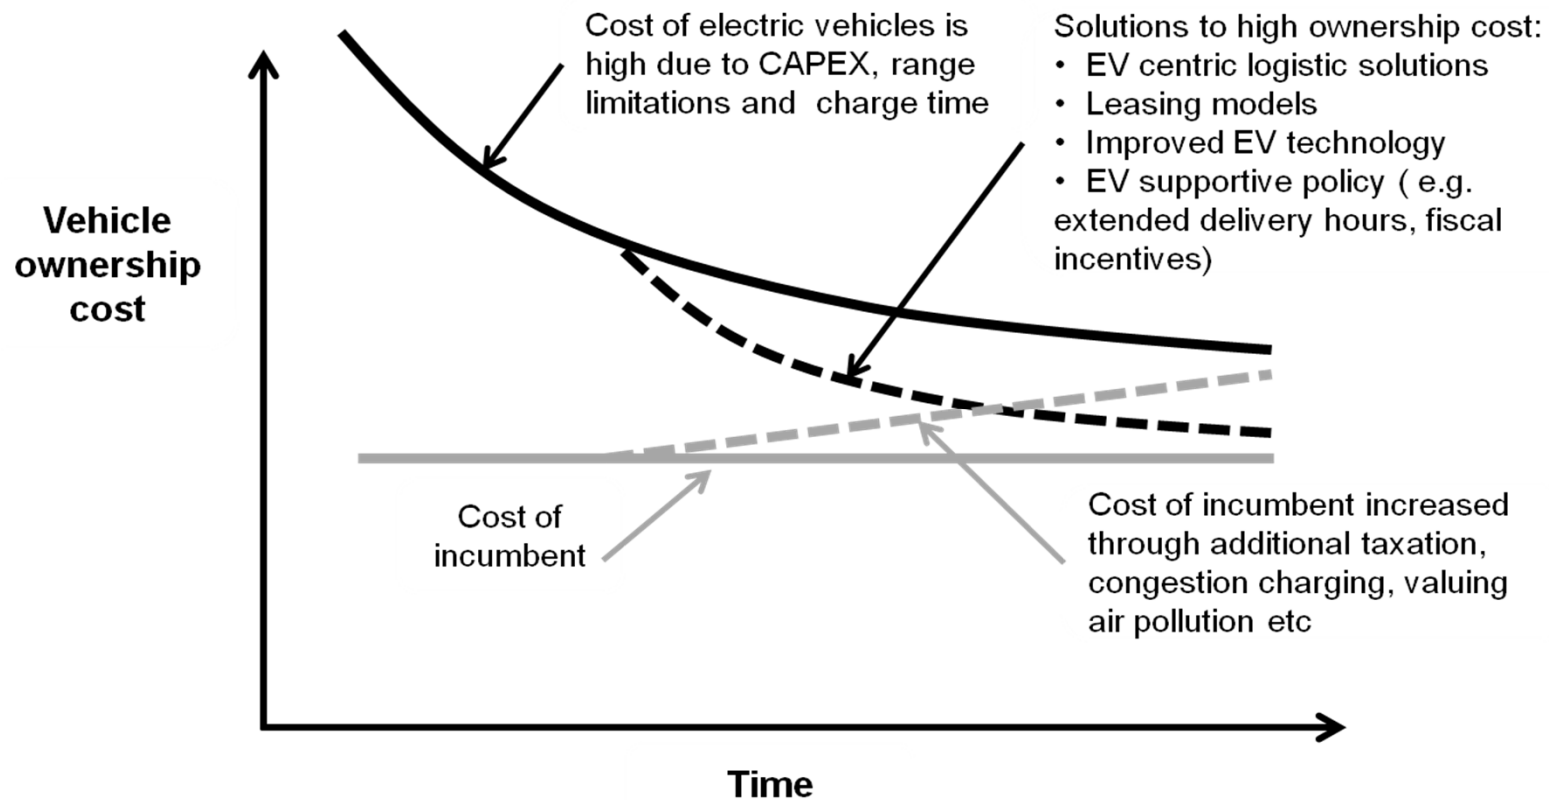 Cost of electric vehicles is
high due to CAPEX, range
limitations and charge time
Solutions to high ownership cost:
• EV centric logistic solutions
• Leasing models
• Improved EV technology
• EV supportive policy ( e.g.
extended delivery hours, fiscal
incentives)
Vehicle
ownership
cost
Cost of
incumbent
Cost of incumbent increased
through additional taxation,
congestion charging, valuing
air pollution etc
Time